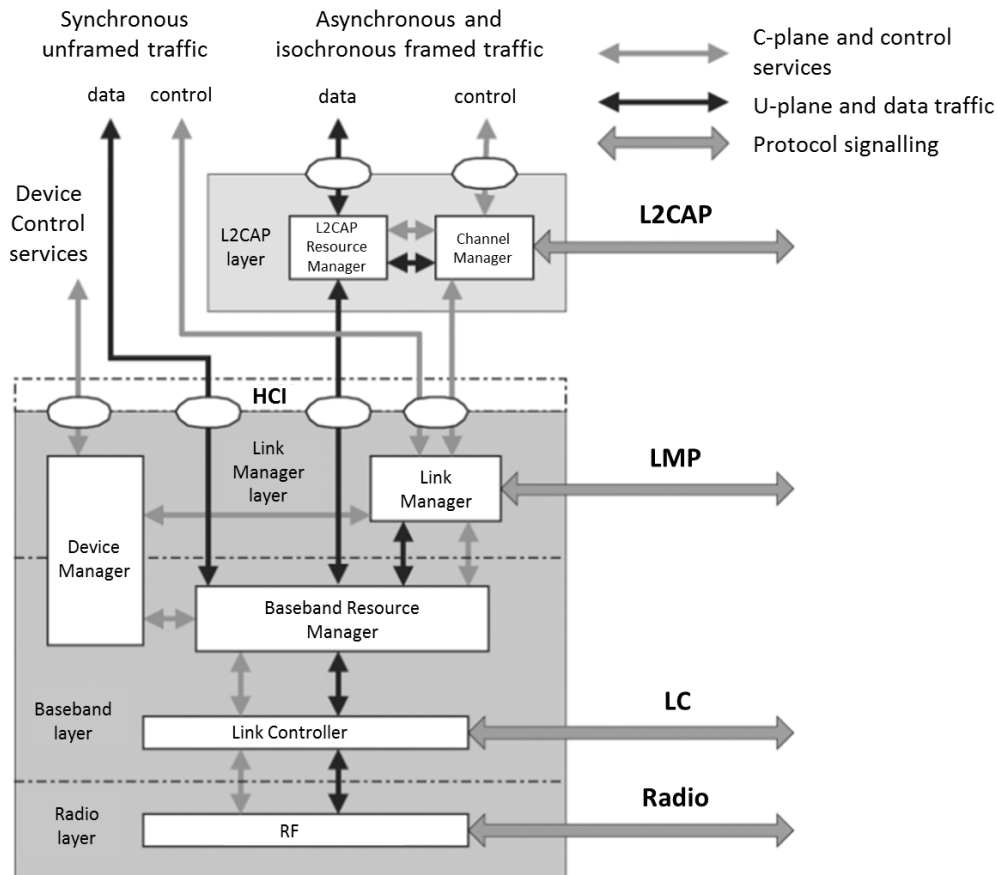 Synchronous
unframed traffic
Asynchronous and
isochronous framed traffic
C-plane and control
services
data
control
data
control
U-plane and data traffic
Protocol signalling
Device
Control
services
L2CAP
layer
L2CAP
Resource
Manager
Channel
Manager
L2CAP
HCI
Link
Manager
layer
Link
Manager
LMP
Device
Manager
Baseband Resource
Manager
Baseband
layer
Link Controller
LC
Radio
layer
RF
Radio